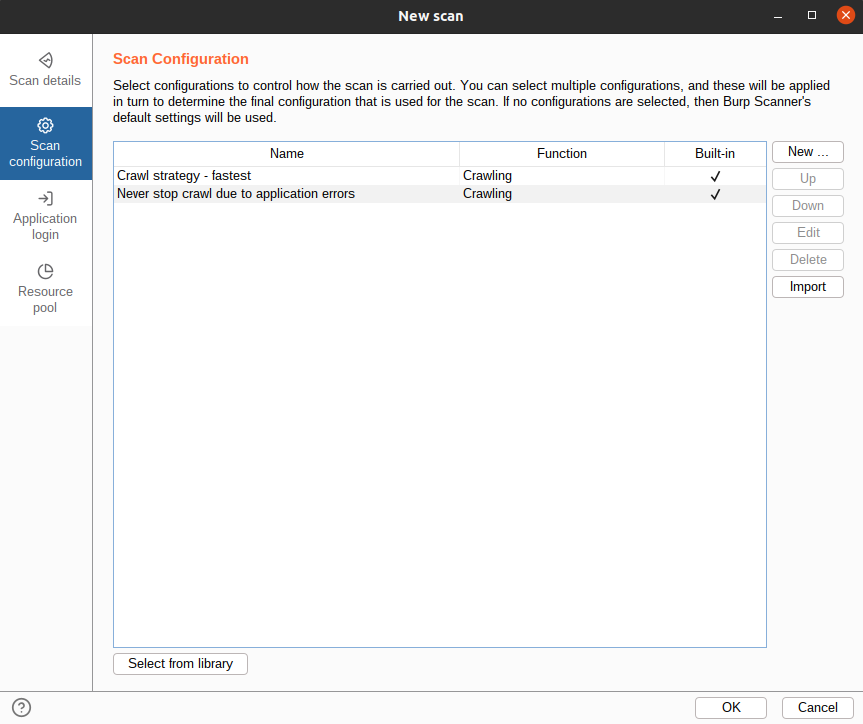 New scan
Scan details
Scan
configuration
Application
login
Resource
pool
Scan Configuration
Select configurations to control how the scan is carried out. You can select multiple configurations, and these will be applied
in turn to determine the final configuration that is used for the scan. If no configurations are selected, then Burp Scanner's
default settings will be used.
Name Function Built-in
Crawl strategy - fastest Crawling ✓
Never stop crawl due to application errors Crawling ✓
New ...
Up
Down
Edit
Delete
Import
Select from library
?
OK Cancel